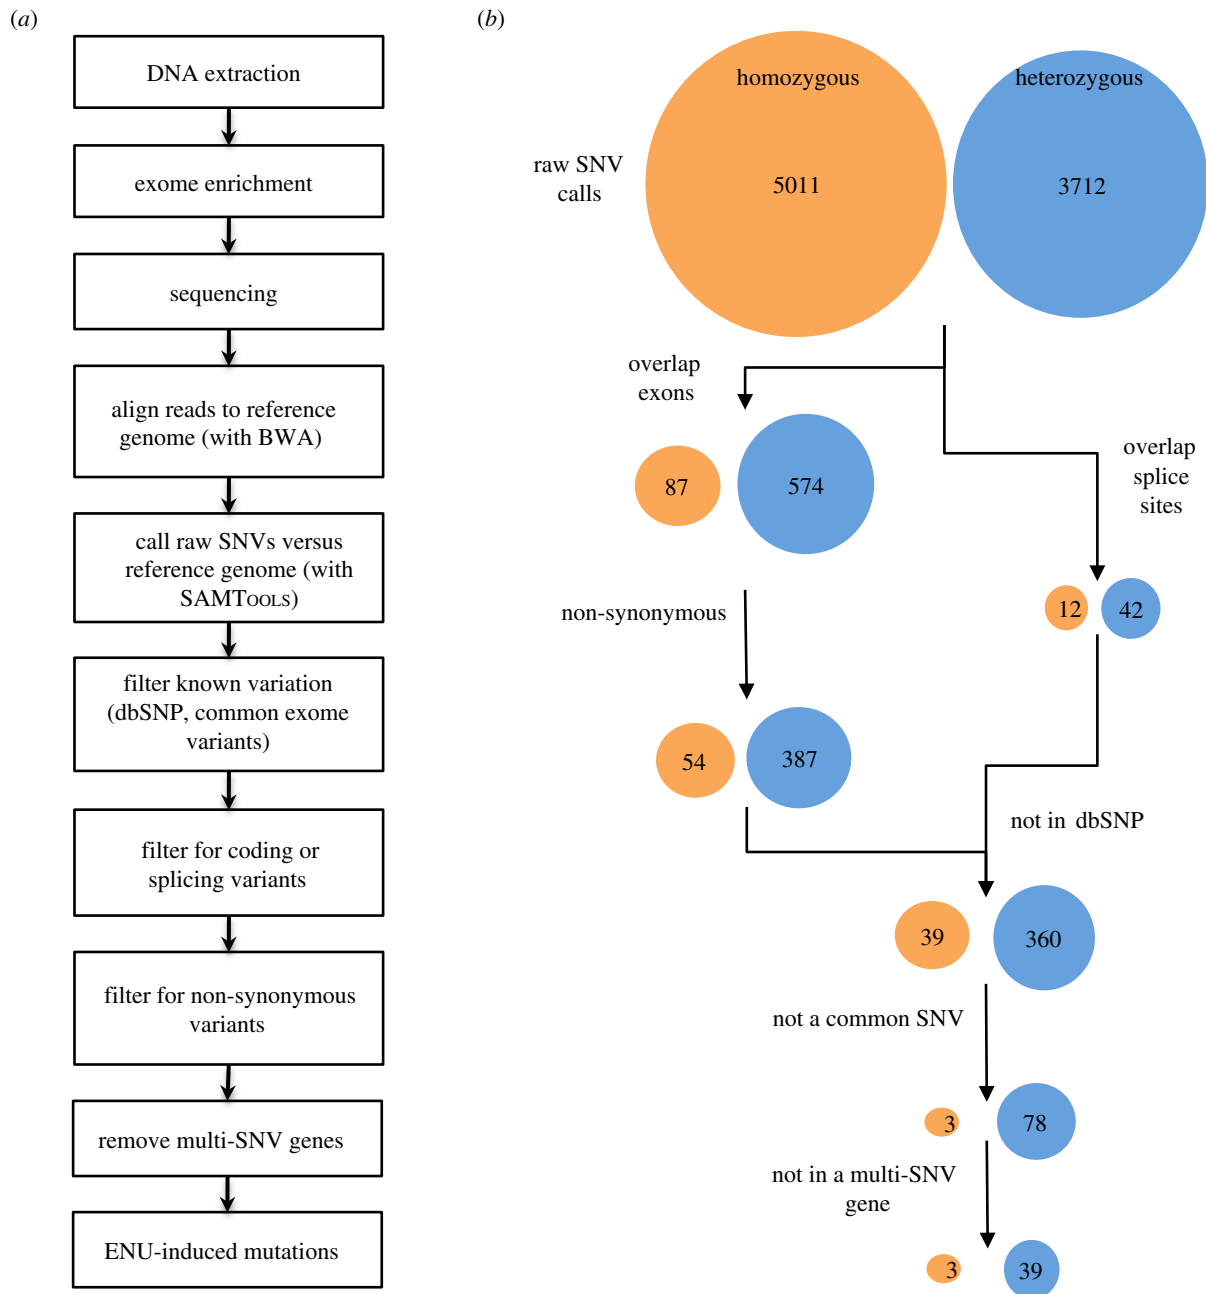 (a)
DNA extraction
exome enrichment
sequencing
align reads to reference
genome (with BWA)
call raw SNVs versus
reference genome (with
SAMTOOLS)
filter known variation
(dbSNP, common exome
variants)
filter for coding or
splicing variants
filter for non-synonymous
variants
remove multi-SNV genes
ENU-induced mutations
(b)
homozygous
heterozygous
raw SNV
calls
5011
3712
overlap
exons
87
574
overlap
splice
sites
12
42
non-synonymous
54
387
not in dbSNP
39
360
not a common SNV
3
78
not in a multi-SNV
gene
3
39